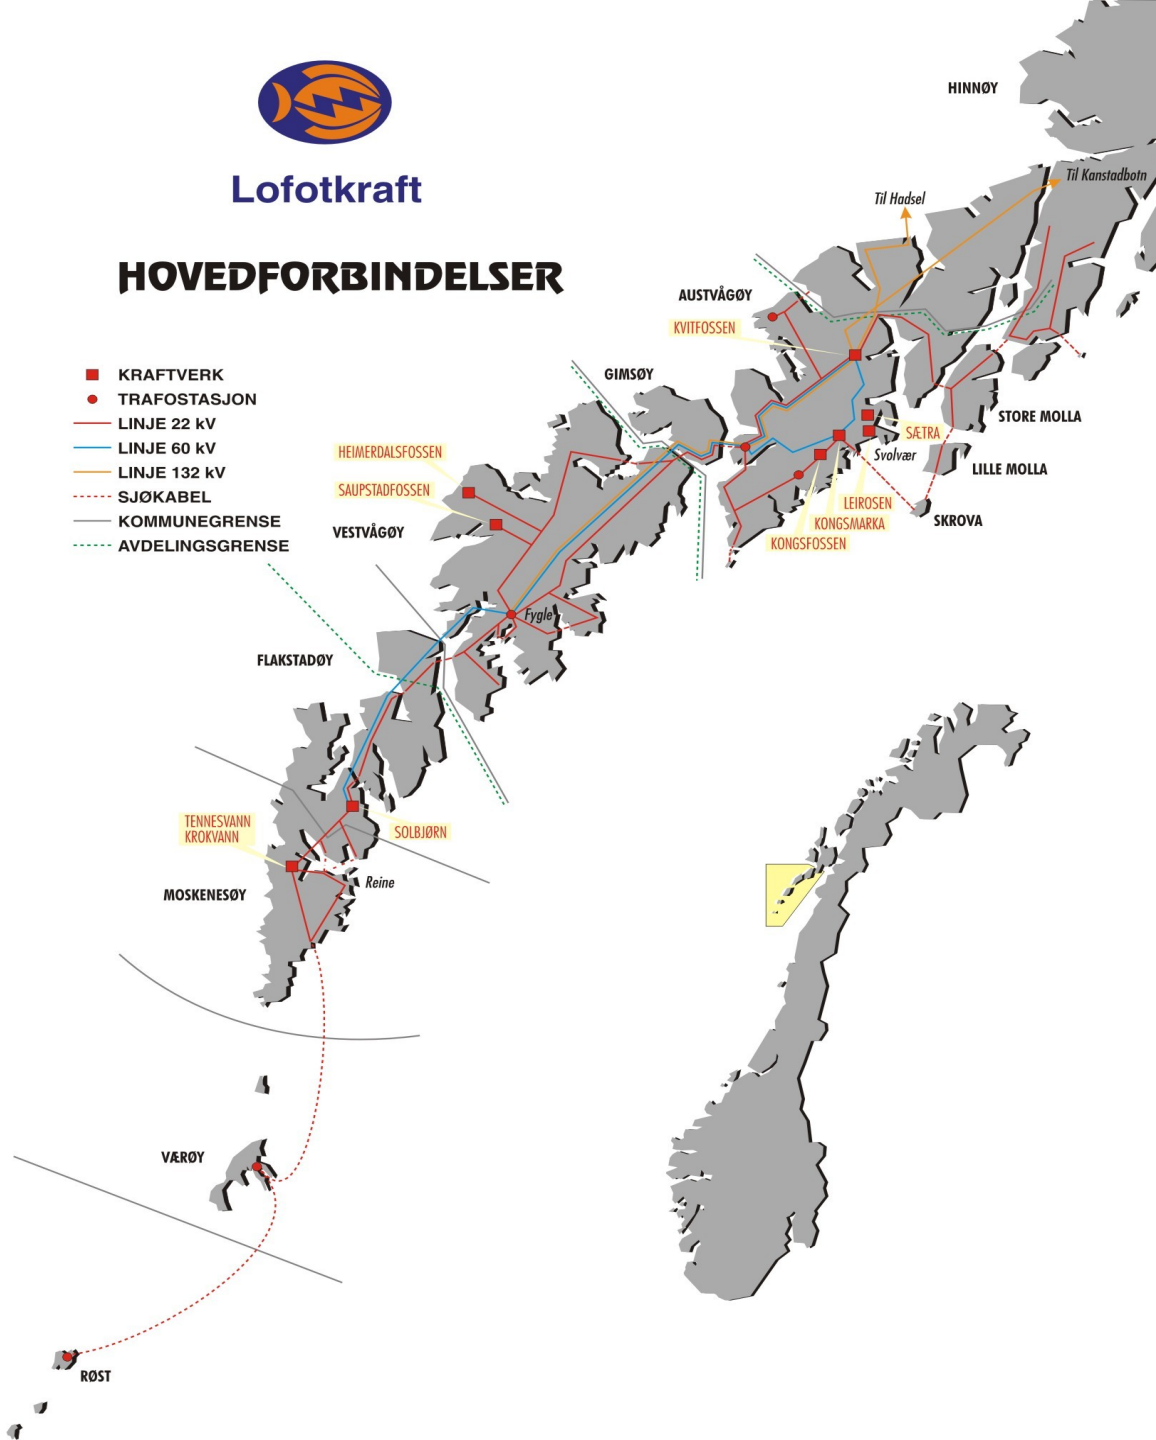 Lofotkraft
HOVEDFORBINDELSER
KRAFTVERK
TRAFOSTASJON
LINJE 22 kV
LINJE 60 kV
LINJE 132 kV
SJØKABEL
KOMMUNEGRENSE
AVDELINGSGRENSE
HINNØY
Til Kanstadbotn
Til Hadsel
AUSTVÅGØY
KVITFOSSEN
GIMSØY
STORE MOLLA
SÆTRA
Svolvær
LILLE MOLLA
HEIMERDALSFOSSEN
SAUPSTADFOSSEN
LEIROSEN
SKROVA
KONGSMARKA
VESTVÅGØY
KONGSFOSSEN
Fygle
FLAKSTADØY
TENNESVANN
KROKVANN
SOLBJØRN
Reine
MOSKENESØY
VÆRØY
RØST